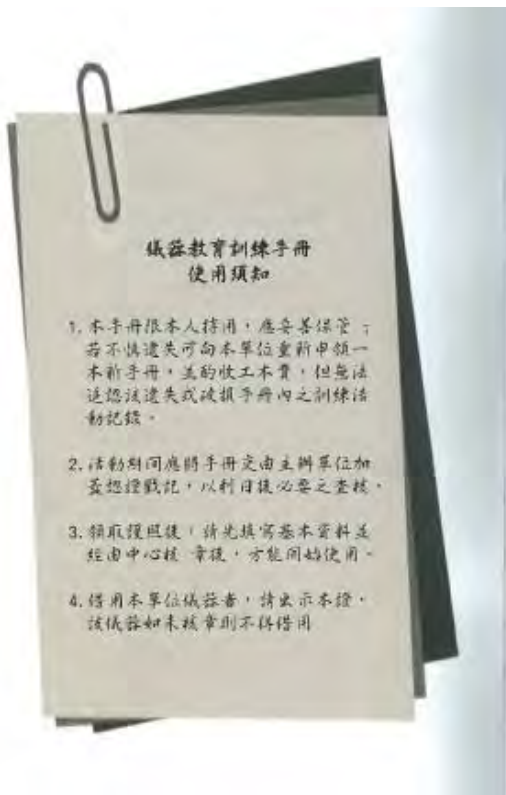 儀器教育訓練手冊
使用須知
1. 本手冊限本人持用，應妥善保管；
若不慎遺失可向本單位重新申領一
本新手冊，並酌收工本費，但無法
追認該遺失或破損手冊內之訓練活
動記錄。
2. 活動期間應將手冊交由主辦單位加
蓋認證戳記，以利日後必要之查核。
3. 領取證照後，請先填寫基本資料並
經由中心核 章後，方能開始使用。
4. 借用本單位儀器者，請出示本證，
該儀器如未核章則不得借用